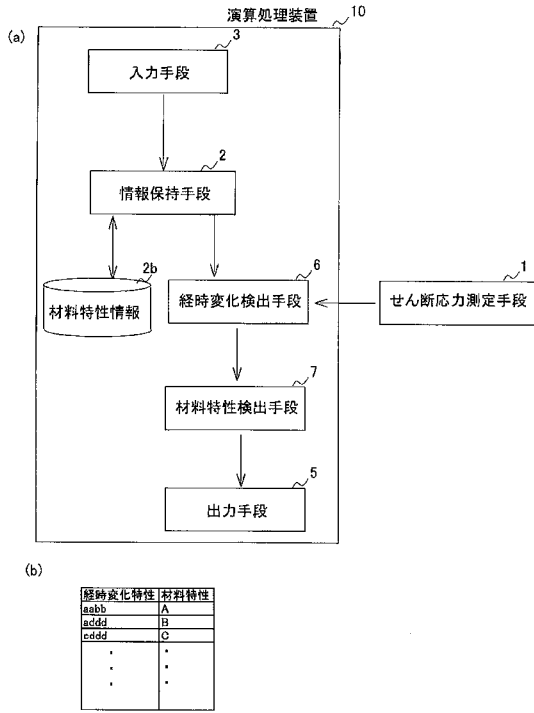 演算処理装置 10
(a)
3
入力手段
2
情報保持手段
2b
材料特性情報
6
経時変化検出手段
1
せん断応力測定手段
7
材料特性検出手段
5
出力手段
(b)
経時変化特性 材料特性
aabb A
addd B
cddd C